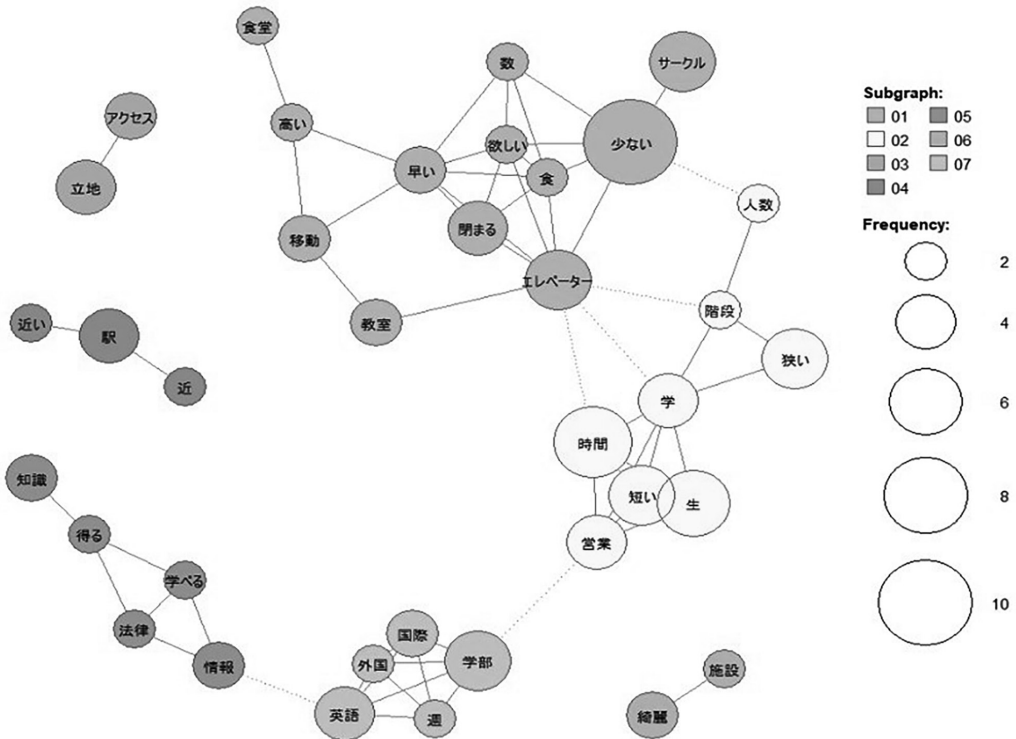 食堂
数
サークル
アクセス
高い
欲しい
少ない
早い
食
立地
人数
移動
閉まる
エレベーター
階段
近い
駅
教室
狭い
近
学
時間
知識
短い
生
得る
営業
学べる
法律
国際
情報
外国
学部
施設
英語
週
綺麗
Subgraph:
01 05
02 06
03 07
04
Frequency:
2
4
6
8
10